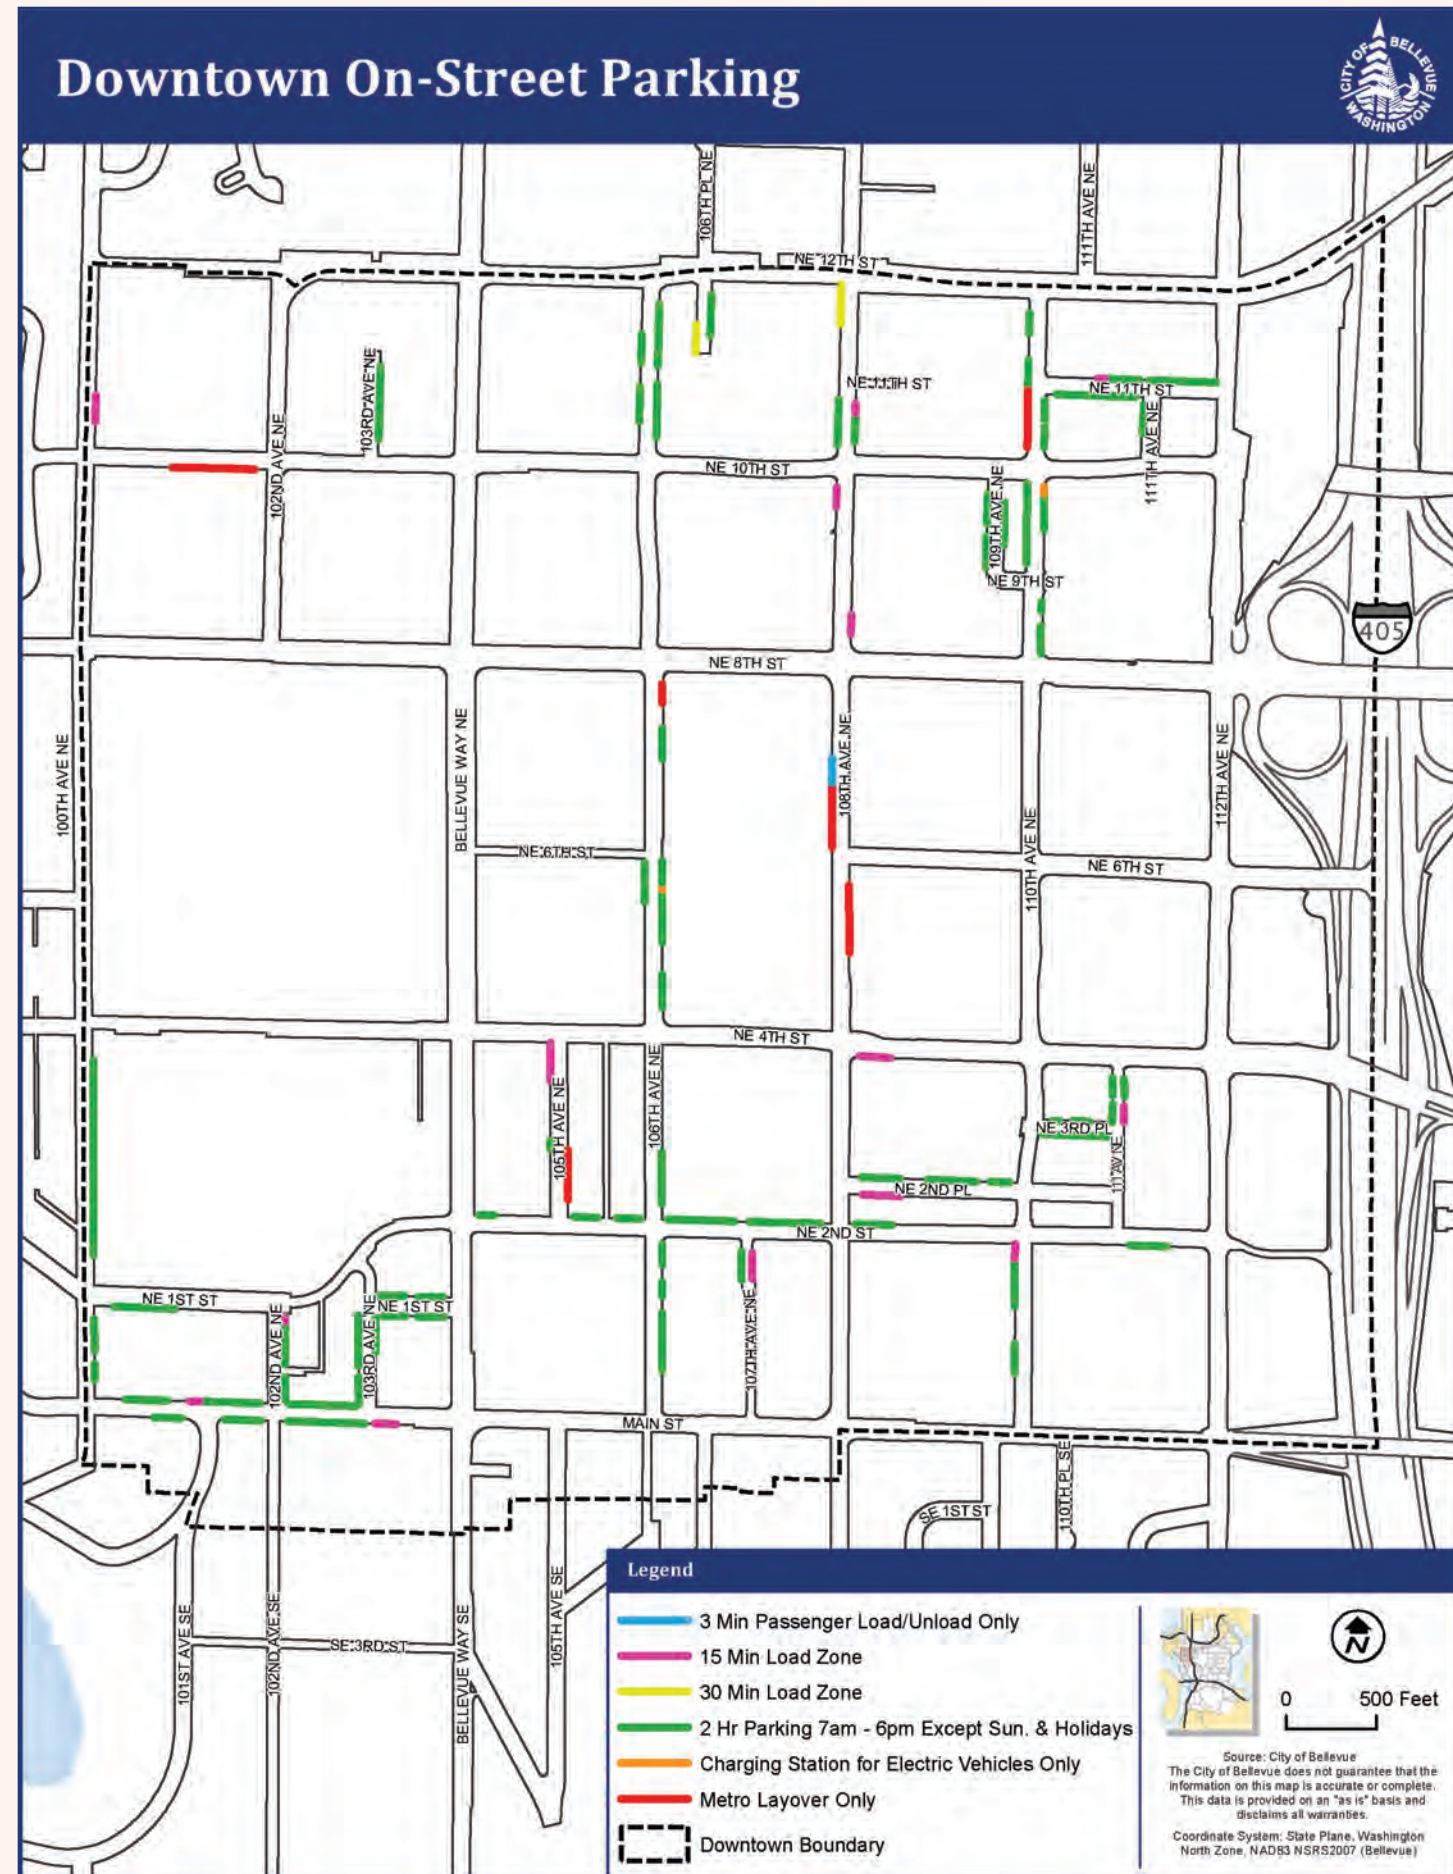 Downtown On-Street Parking
CITY OF BELLEVUE
WASHINGTON
106TH PL NE
111TH AVE NE
NE 12TH ST
103RD AVE NE
NE 11TH ST
NE 11TH ST
102ND AVE NE
111TH AVE NE
NE 10TH ST
109TH AVE NE
NE 9TH ST
405
NE 8TH ST
100TH AVE NE
BELLEVUE WAY NE
108TH AVE NE
112TH AVE NE
NE 6TH ST
110TH AVE NE
NE 6TH ST
NE 4TH ST
105TH AVE NE
106TH AVE NE
NE 3RD PL
111 AV NE
NE 2ND PL
NE 2ND ST
NE 1ST ST
102ND AVE NE
103RD AVE NE
NE 1ST ST
107TH AVE NE
MAIN ST
SE 1ST ST
110TH PL SE
101ST AVE SE
102ND AVE SE
SE 3RD ST
BELLEVUE WAY SE
105TH AVE SE
Legend
3 Min Passenger Load/Unload Only
15 Min Load Zone
30 Min Load Zone
2 Hr Parking 7am - 6pm Except Sun. & Holidays
Charging Station for Electric Vehicles Only
Metro Layover Only
Downtown Boundary
N
0 500 Feet
Source: City of Bellevue
The City of Bellevue does not guarantee that the
information on this map is accurate or complete.
This data is provided on an "as is" basis and
disclaims all warranties.
Coordinate System: State Plane, Washington
North Zone, NAD83 NSRS2007 (Bellevue)